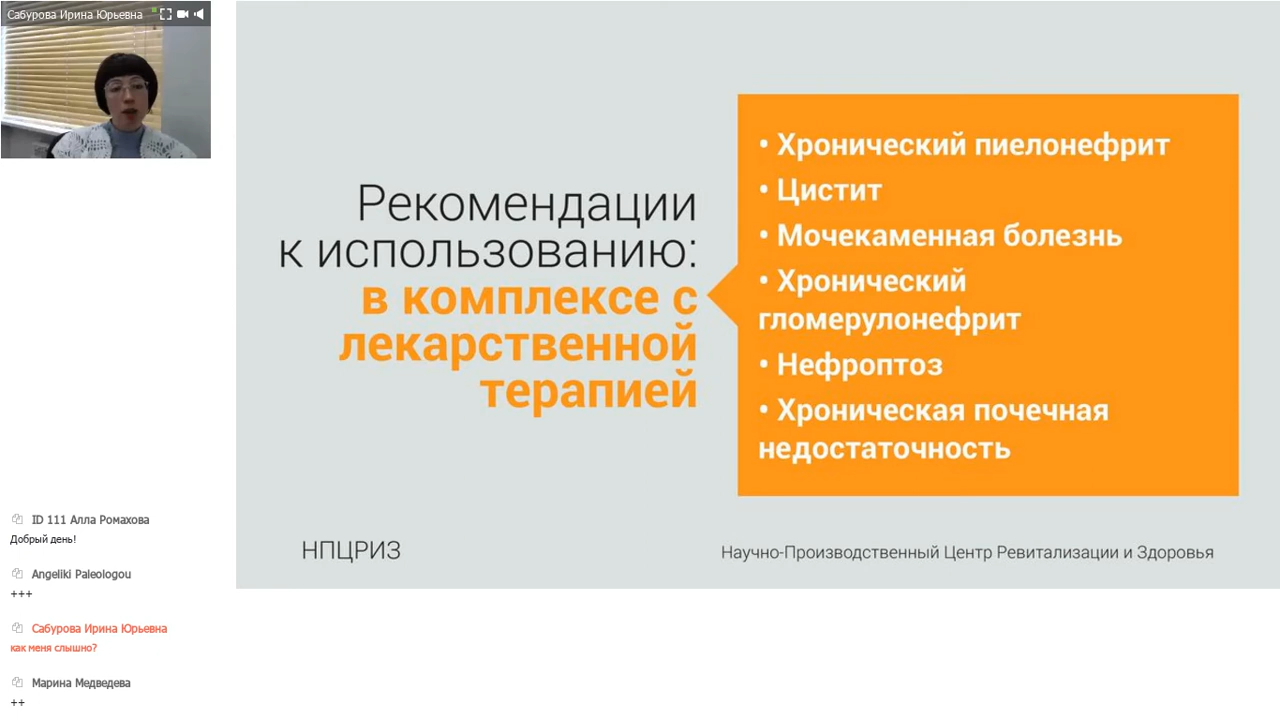 Сабурова Ирина Юрьевна
Рекомендации
к использованию:
в комплексе с
лекарственной
терапией
• Хронический пиелонефрит
• Цистит
• Мочекаменная болезнь
• Хронический
гломерулонефрит
• Нефроптоз
• Хроническая почечная
недостаточность
НПЦРИЗ
Научно-Производственный Центр Ревитализации и Здоровья
ID 111 Алла Ромахова
Добрый день!
Angeliki Paleologou
+++
Сабурова Ирина Юрьевна
как меня слышно?
Марина Медведева
++